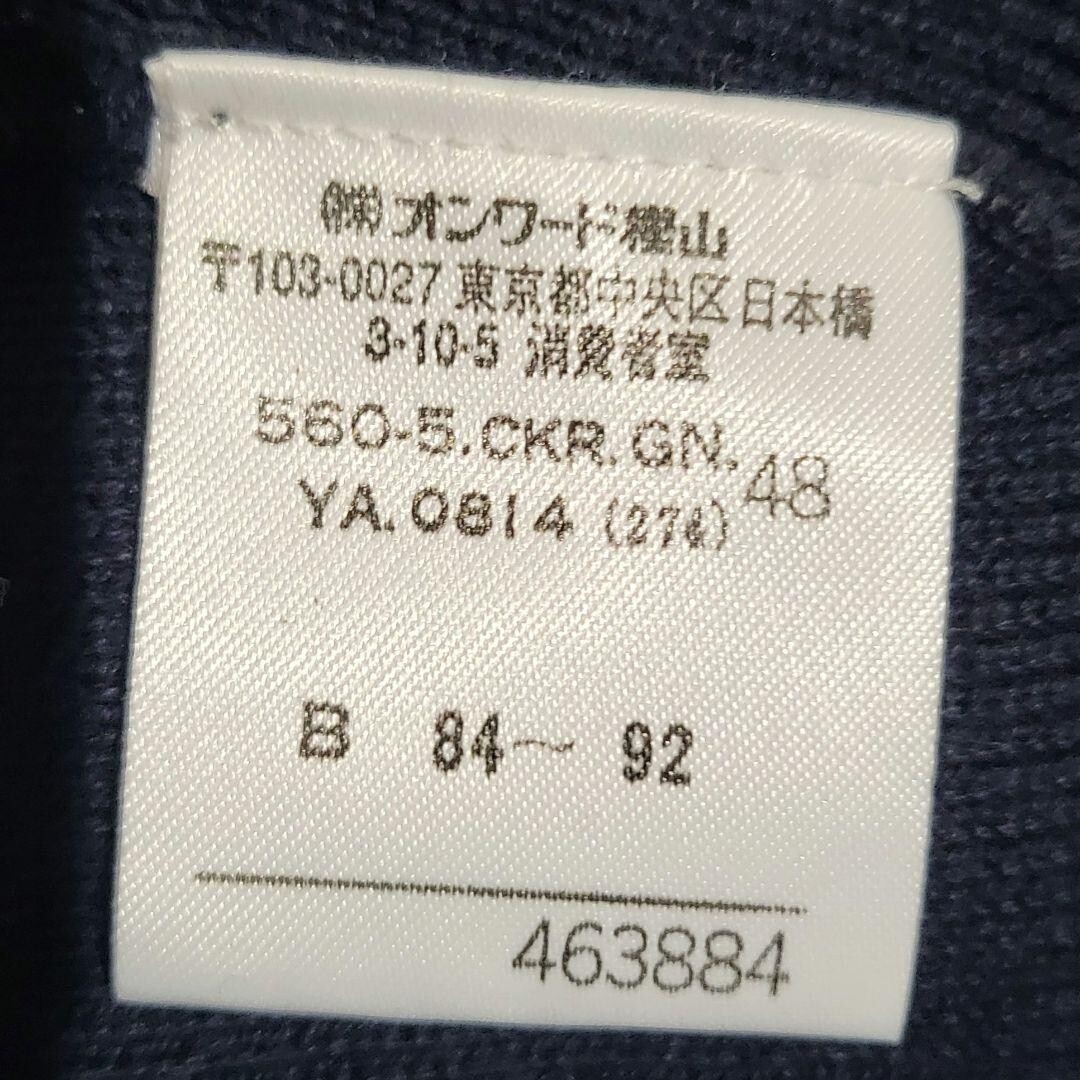 ㈱オンワード樫山
〒103-0027 東京都中央区日本橋
3-10-5 消費者室
560-5.CKR.GN.48
YA.0814 (274)
B 84～ 92
463884